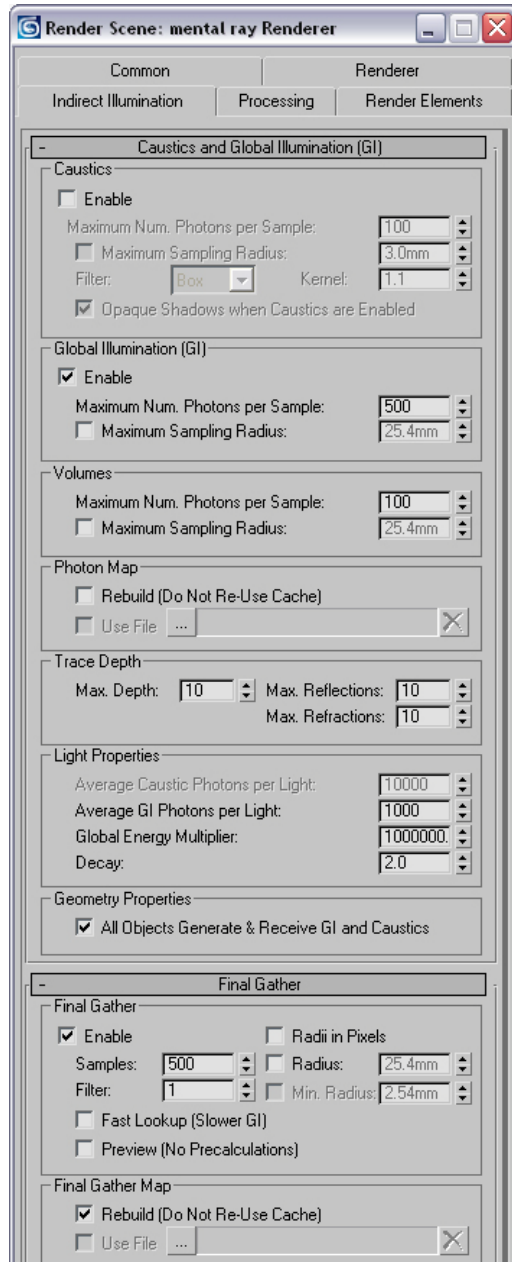 Render Scene: mental ray Renderer
Common Renderer
Indirect Illumination Processing Render Elements
- Caustics and Global Illumination (GI)
Caustics
Enable
Maximum Num. Photons per Sample: 100
Maximum Sampling Radius: 3.0mm
Filter: Box Kernel: 1.1
Opaque Shadows when Caustics are Enabled
Global Illumination (GI)
Enable
Maximum Num. Photons per Sample: 500
Maximum Sampling Radius: 25.4mm
Volumes
Maximum Num. Photons per Sample: 100
Maximum Sampling Radius: 25.4mm
Photon Map
Rebuild (Do Not Re-Use Cache)
Use File ...
Trace Depth
Max. Depth: 10 Max. Reflections: 10
Max. Refractions: 10
Light Properties
Average Caustic Photons per Light: 10000
Average GI Photons per Light: 1000
Global Energy Multiplier: 1000000.
Decay: 2.0
Geometry Properties
All Objects Generate & Receive GI and Caustics
- Final Gather
Final Gather
Enable Radii in Pixels
Samples: 500 Radius: 25.4mm
Filter: 1 Min. Radius: 2.54mm
Fast Lookup (Slower GI)
Preview (No Precalculations)
Final Gather Map
Rebuild (Do Not Re-Use Cache)
Use File ...